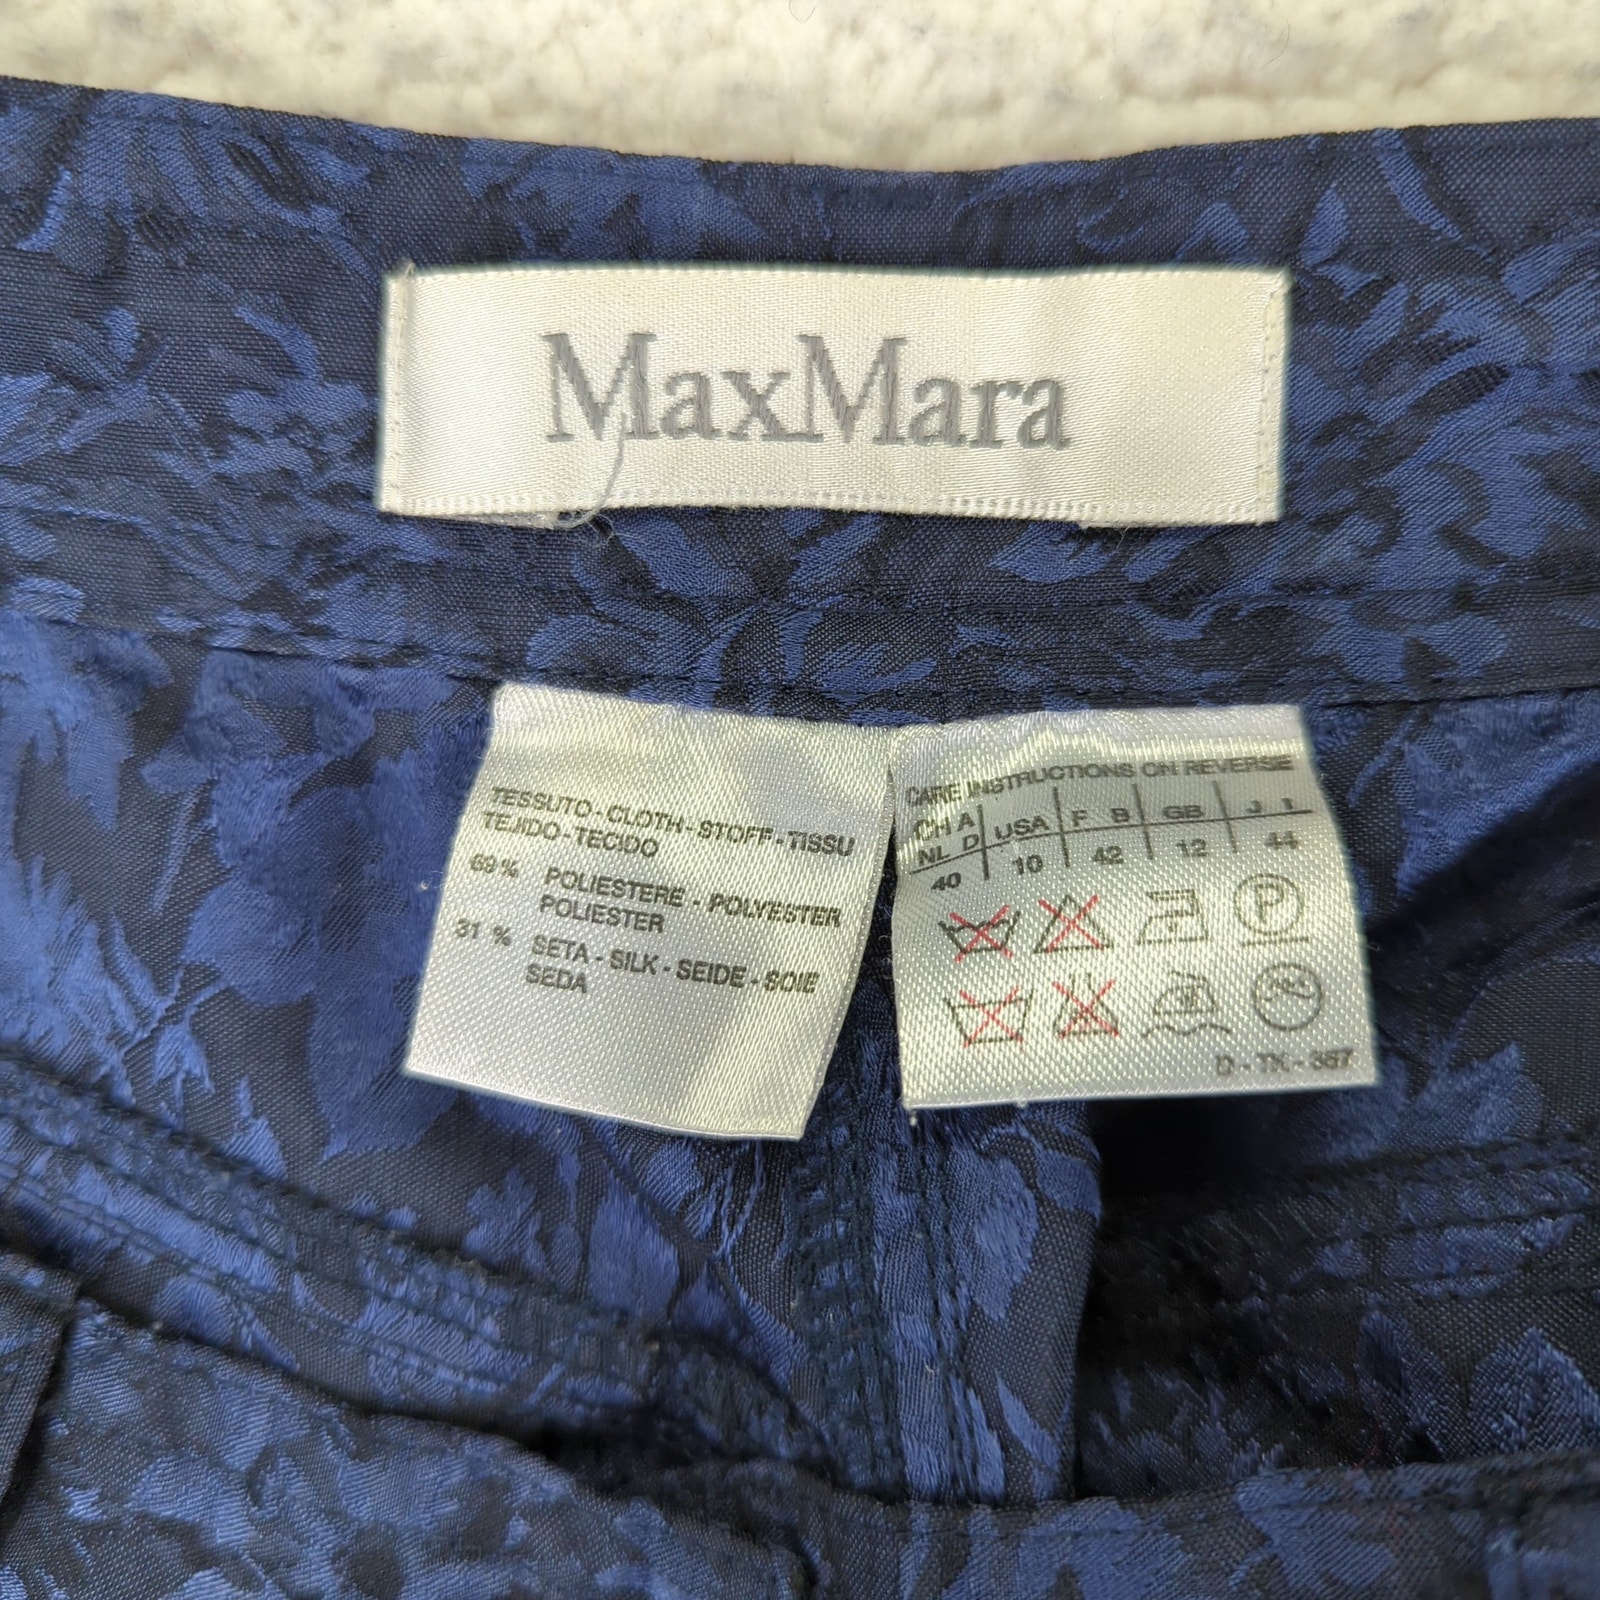 MaxMara
TESSUTO-CLOTH-STOFF-TISSU
TEJIDO-TECIDO
69% POLIESTERE - POLYESTER
POLIESTER
31 % SETA - SILK - SEIDE - SOIE
SEDA
CARE INSTRUCTIONS ON REVERSE
CH A USA F B GB J I
NL D
40 10 42 12 44
P
D - TX - 387